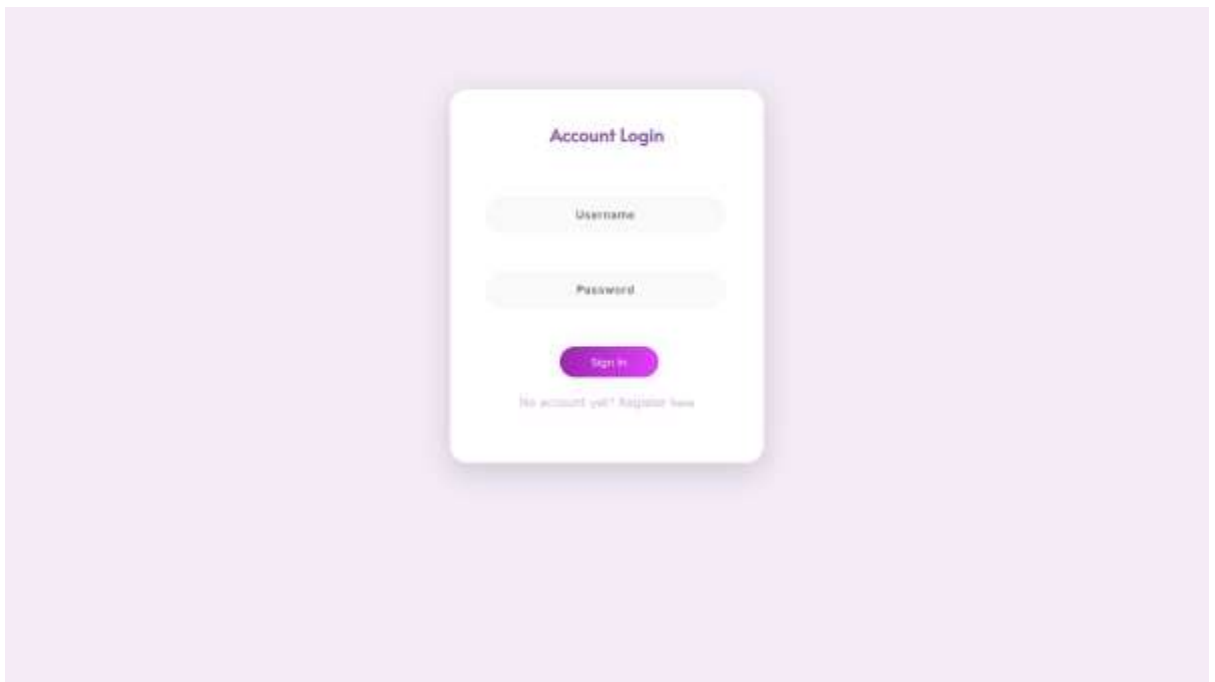 Account Login
Username
Password
Sign in
No account yet? Register here